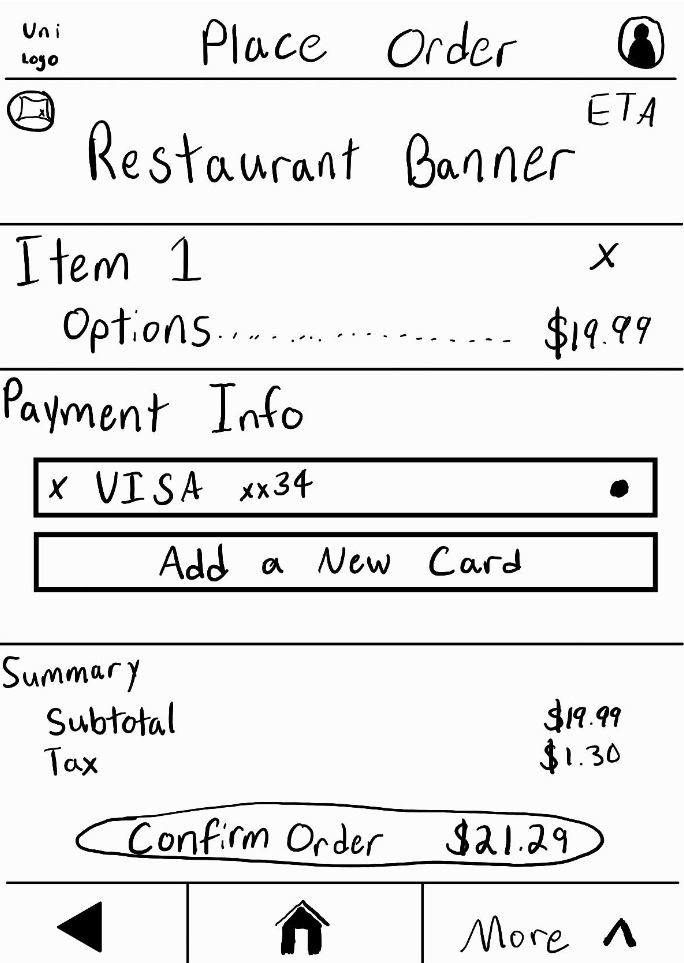 Uni
Logo
Place Order
ETA
Restaurant Banner
Item 1 X
Options.................... $19.99
Payment Info
X VISA xx34
Add a New Card
Summary
Subtotal $19.99
Tax $1.30
Confirm Order $21.29
More